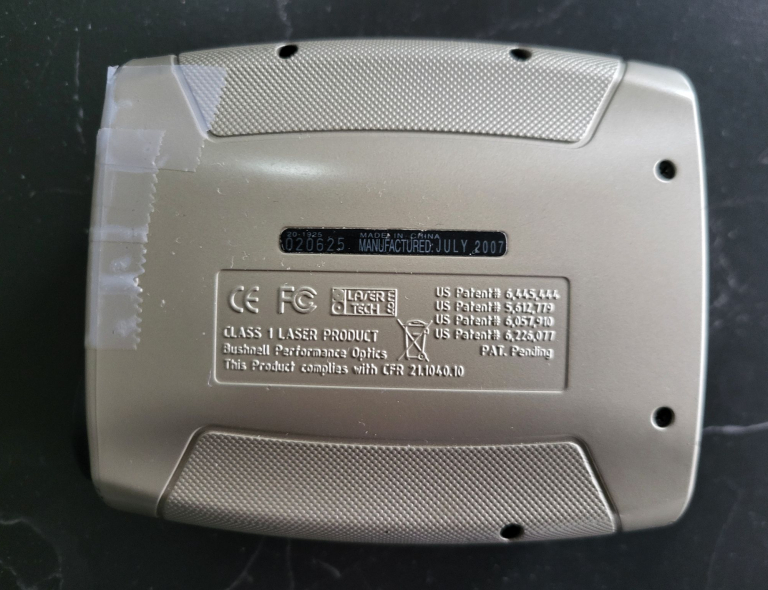 20-1925 MADE IN CHINA
020625. MANUFACTURED: JULY 2007
CE FC LASER TECH
US Patent# 6,445,444
US Patent# 5,612,779
US Patent# 6,057,910
US Patent# 6,226,077
PAT. Pending
CLASS 1 LASER PRODUCT
Bushnell Performance Optics
This Product complies with CFR 21.1040.10